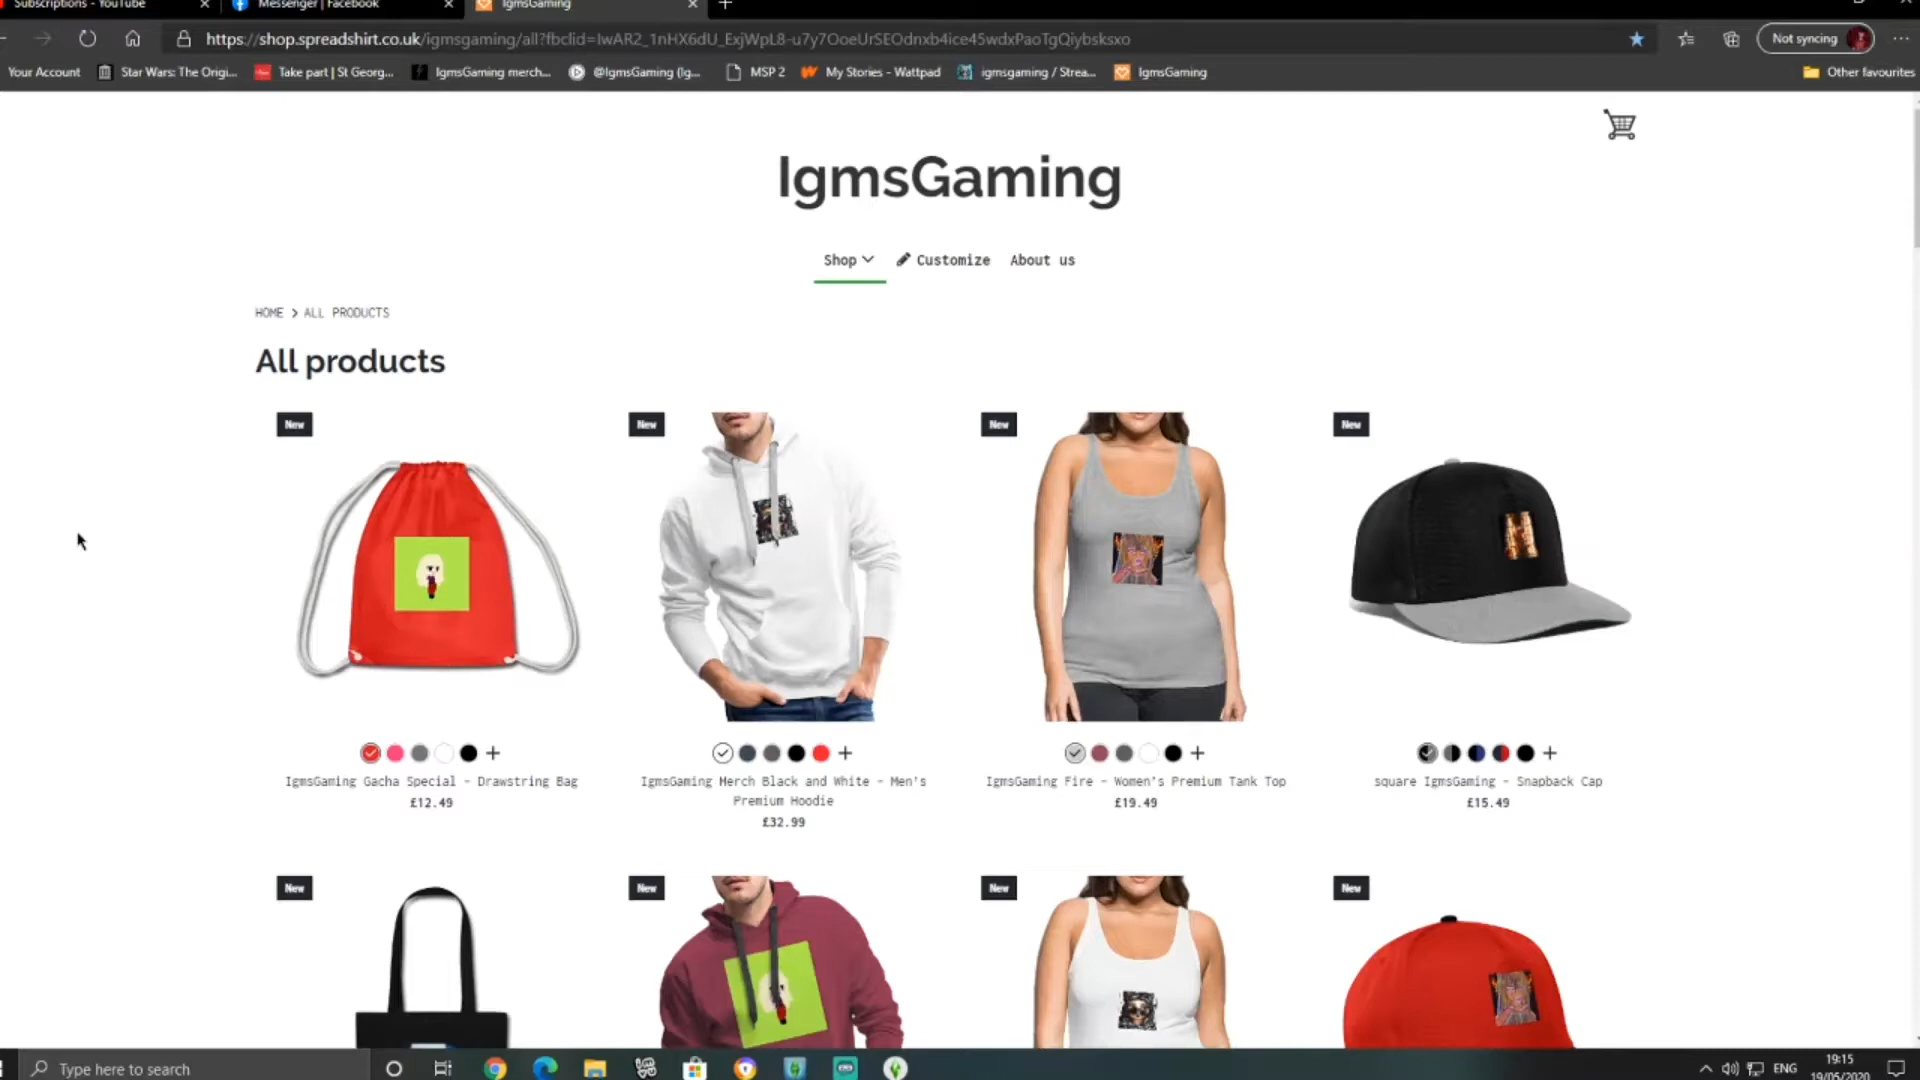 Subscriptions - YouTube
Messenger | Facebook
IgmsGaming
https://shop.spreadshirt.co.uk/igmsgaming/all?fbclid=IwAR2_1nHX6dU_ExjWpL8-u7y7OoeUrSEOdnxb4ice45wdxPaoTgQiybsksxo
Not syncing
Your Account
Star Wars: The Origi...
Take part | St Georg...
IgmsGaming merch...
@IgmsGaming (Ig...
MSP 2
My Stories - Wattpad
igmsgaming / Strea...
IgmsGaming
Other favourites
IgmsGaming
Shop
Customize
About us
HOME > ALL PRODUCTS
All products
New
New
New
New
IgmsGaming Gacha Special - Drawstring Bag
£12.49
IgmsGaming Merch Black and White - Men's
Premium Hoodie
£32.99
IgmsGaming Fire - Women's Premium Tank Top
£19.49
square IgmsGaming - Snapback Cap
£15.49
New
New
New
New
Type here to search
ENG
19:15
19/05/2020